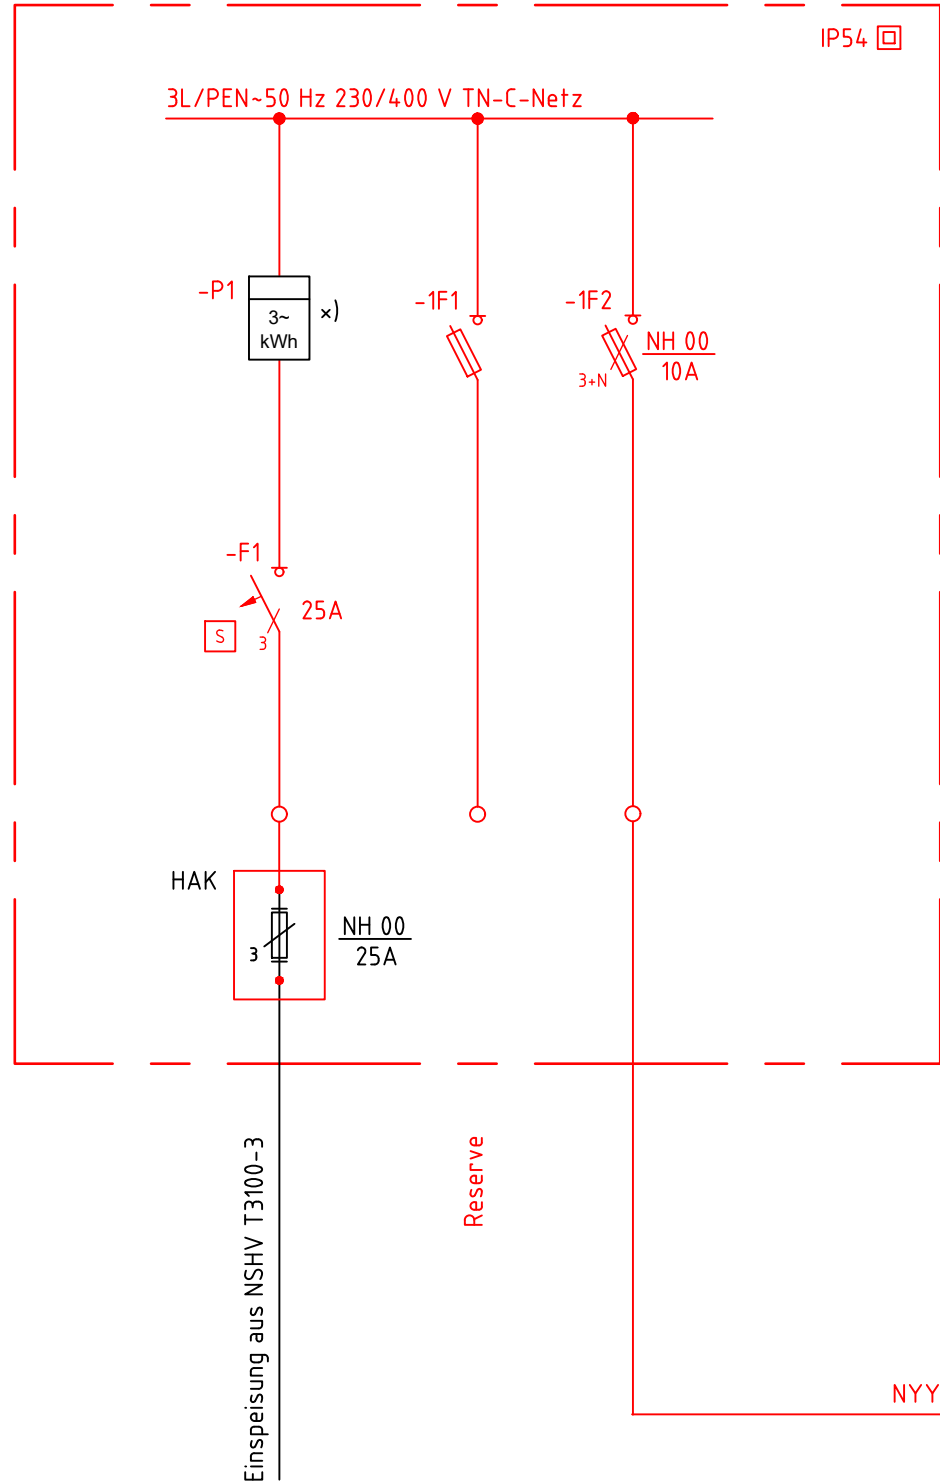 IP54
3L/PEN~50 Hz 230/400 V TN-C-Netz
-P1
3~
kWh
×)
-1F1
-1F2
NH 00
10A
3+N
-F1
25A
S
3
HAK
NH 00
25A
3
Einspeisung aus NSHV T3100-3
Reserve
NYY